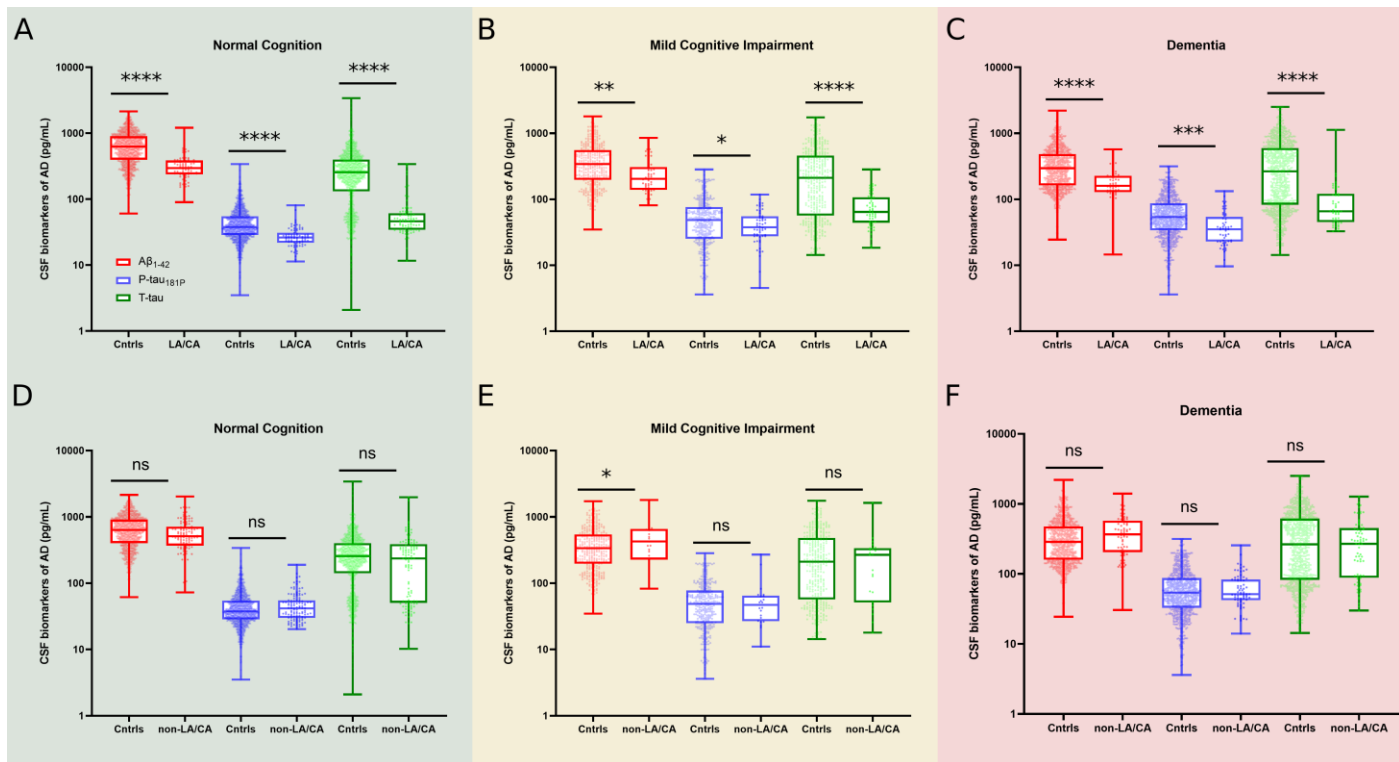 A
Normal Cognition
CSF biomarkers of AD (pg/mL)
10000
1000
100
10
1
****
****
****
Aβ1-42
P-tau181P
T-tau
Cntrls LA/CA Cntrls LA/CA Cntrls LA/CA
B
Mild Cognitive Impairment
CSF biomarkers of AD (pg/mL)
10000
1000
100
10
1
**
*
****
Cntrls LA/CA Cntrls LA/CA Cntrls LA/CA
C
Dementia
CSF biomarkers of AD (pg/mL)
10000
1000
100
10
1
****
***
****
Cntrls LA/CA Cntrls LA/CA Cntrls LA/CA
D
Normal Cognition
CSF biomarkers of AD (pg/mL)
10000
1000
100
10
1
ns
ns
ns
Cntrls non-LA/CA Cntrls non-LA/CA Cntrls non-LA/CA
E
Mild Cognitive Impairment
CSF biomarkers of AD (pg/mL)
10000
1000
100
10
1
*
ns
ns
Cntrls non-LA/CA Cntrls non-LA/CA Cntrls non-LA/CA
F
Dementia
CSF biomarkers of AD (pg/mL)
10000
1000
100
10
1
ns
ns
ns
Cntrls non-LA/CA Cntrls non-LA/CA Cntrls non-LA/CA